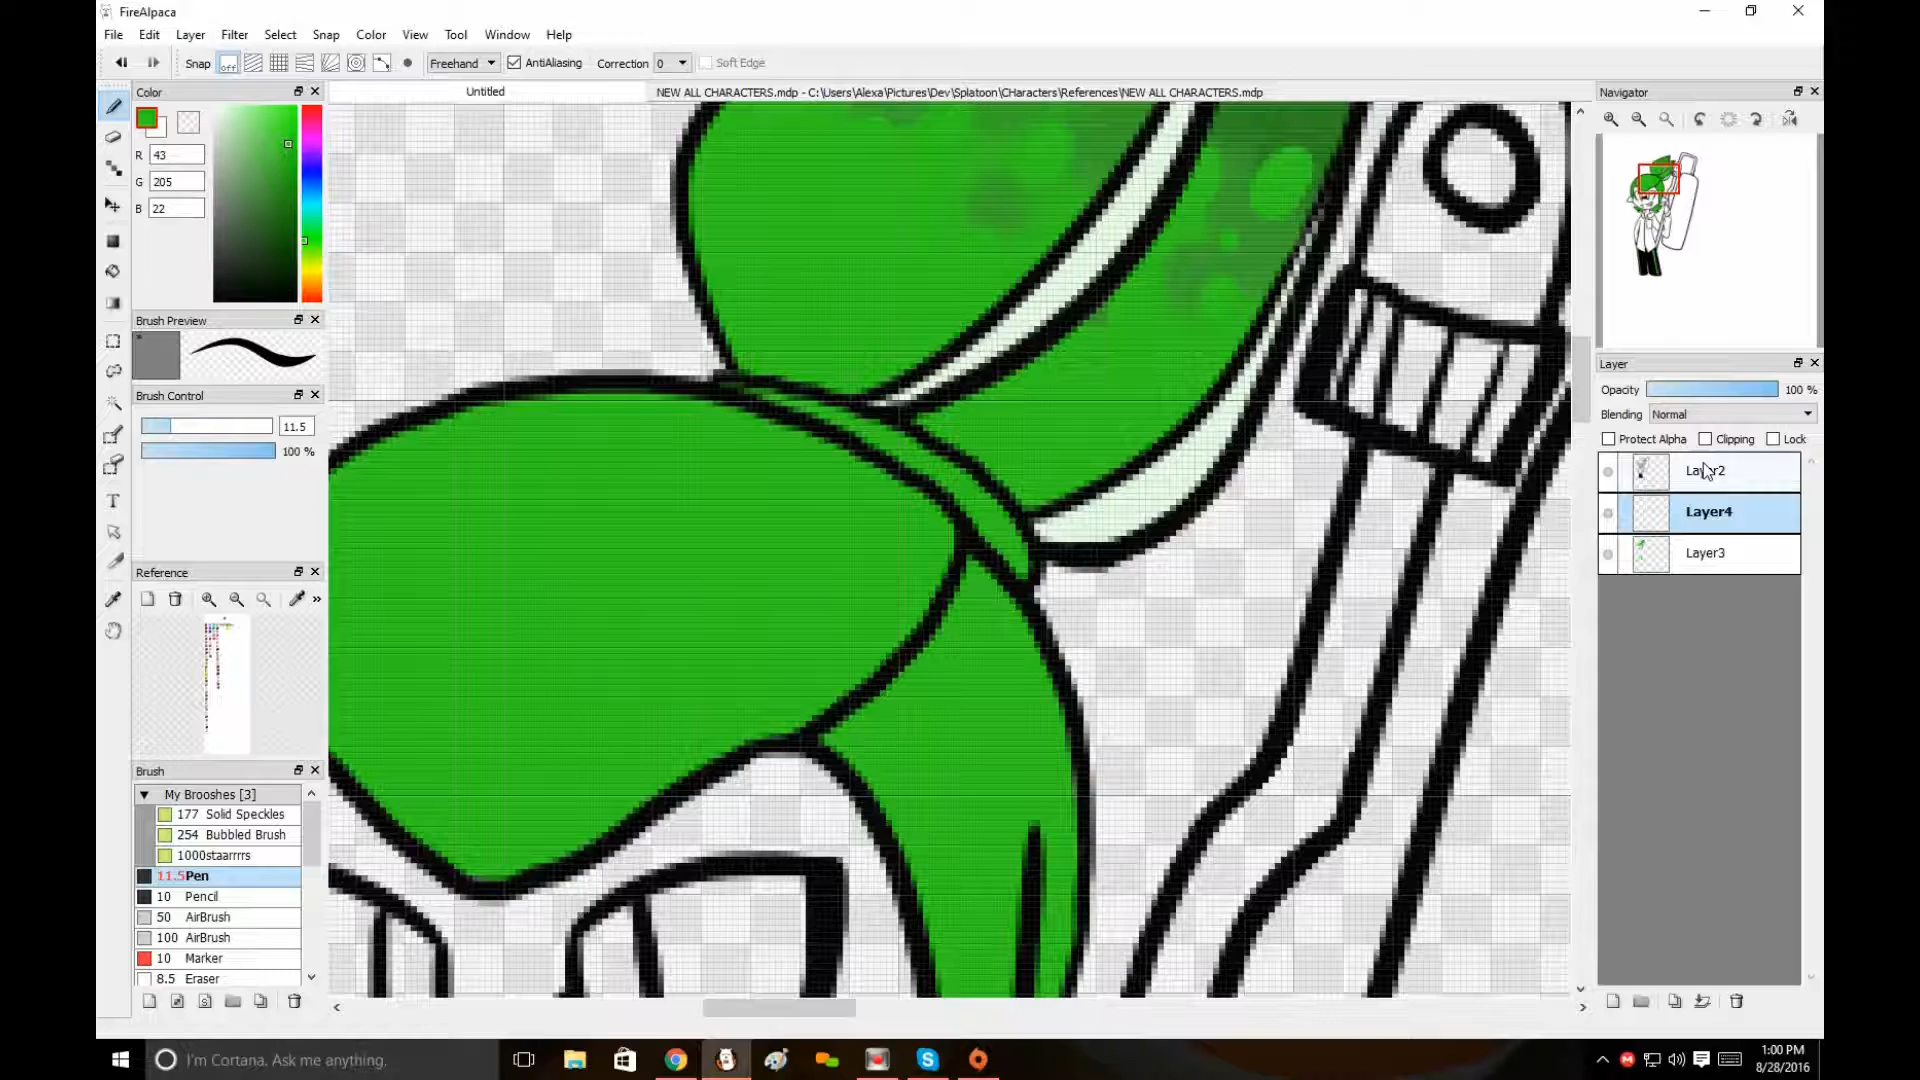 FireAlpaca
File Edit Layer Filter Select Snap Color View Tool Window Help
Snap off Freehand AntiAliasing Correction 0 Soft Edge
Color
Untitled
NEW ALL CHARACTERS.mdp - C:\Users\Alexa\Pictures\Dev\Splatoon\CHaracters\References\NEW ALL CHARACTERS.mdp
Navigator
R 43
G 205
B 22
Brush Preview
Brush Control
11.5
100 %
Reference
Brush
My Brooshes [3]
177 Solid Speckles
254 Bubbled Brush
1000staarrrrs
11.5Pen
10 Pencil
50 AirBrush
100 AirBrush
10 Marker
8.5 Eraser
Layer
Opacity 100 %
Blending Normal
Protect Alpha Clipping Lock
Layer2
Layer4
Layer3
I'm Cortana. Ask me anything.
1:00 PM
8/28/2016